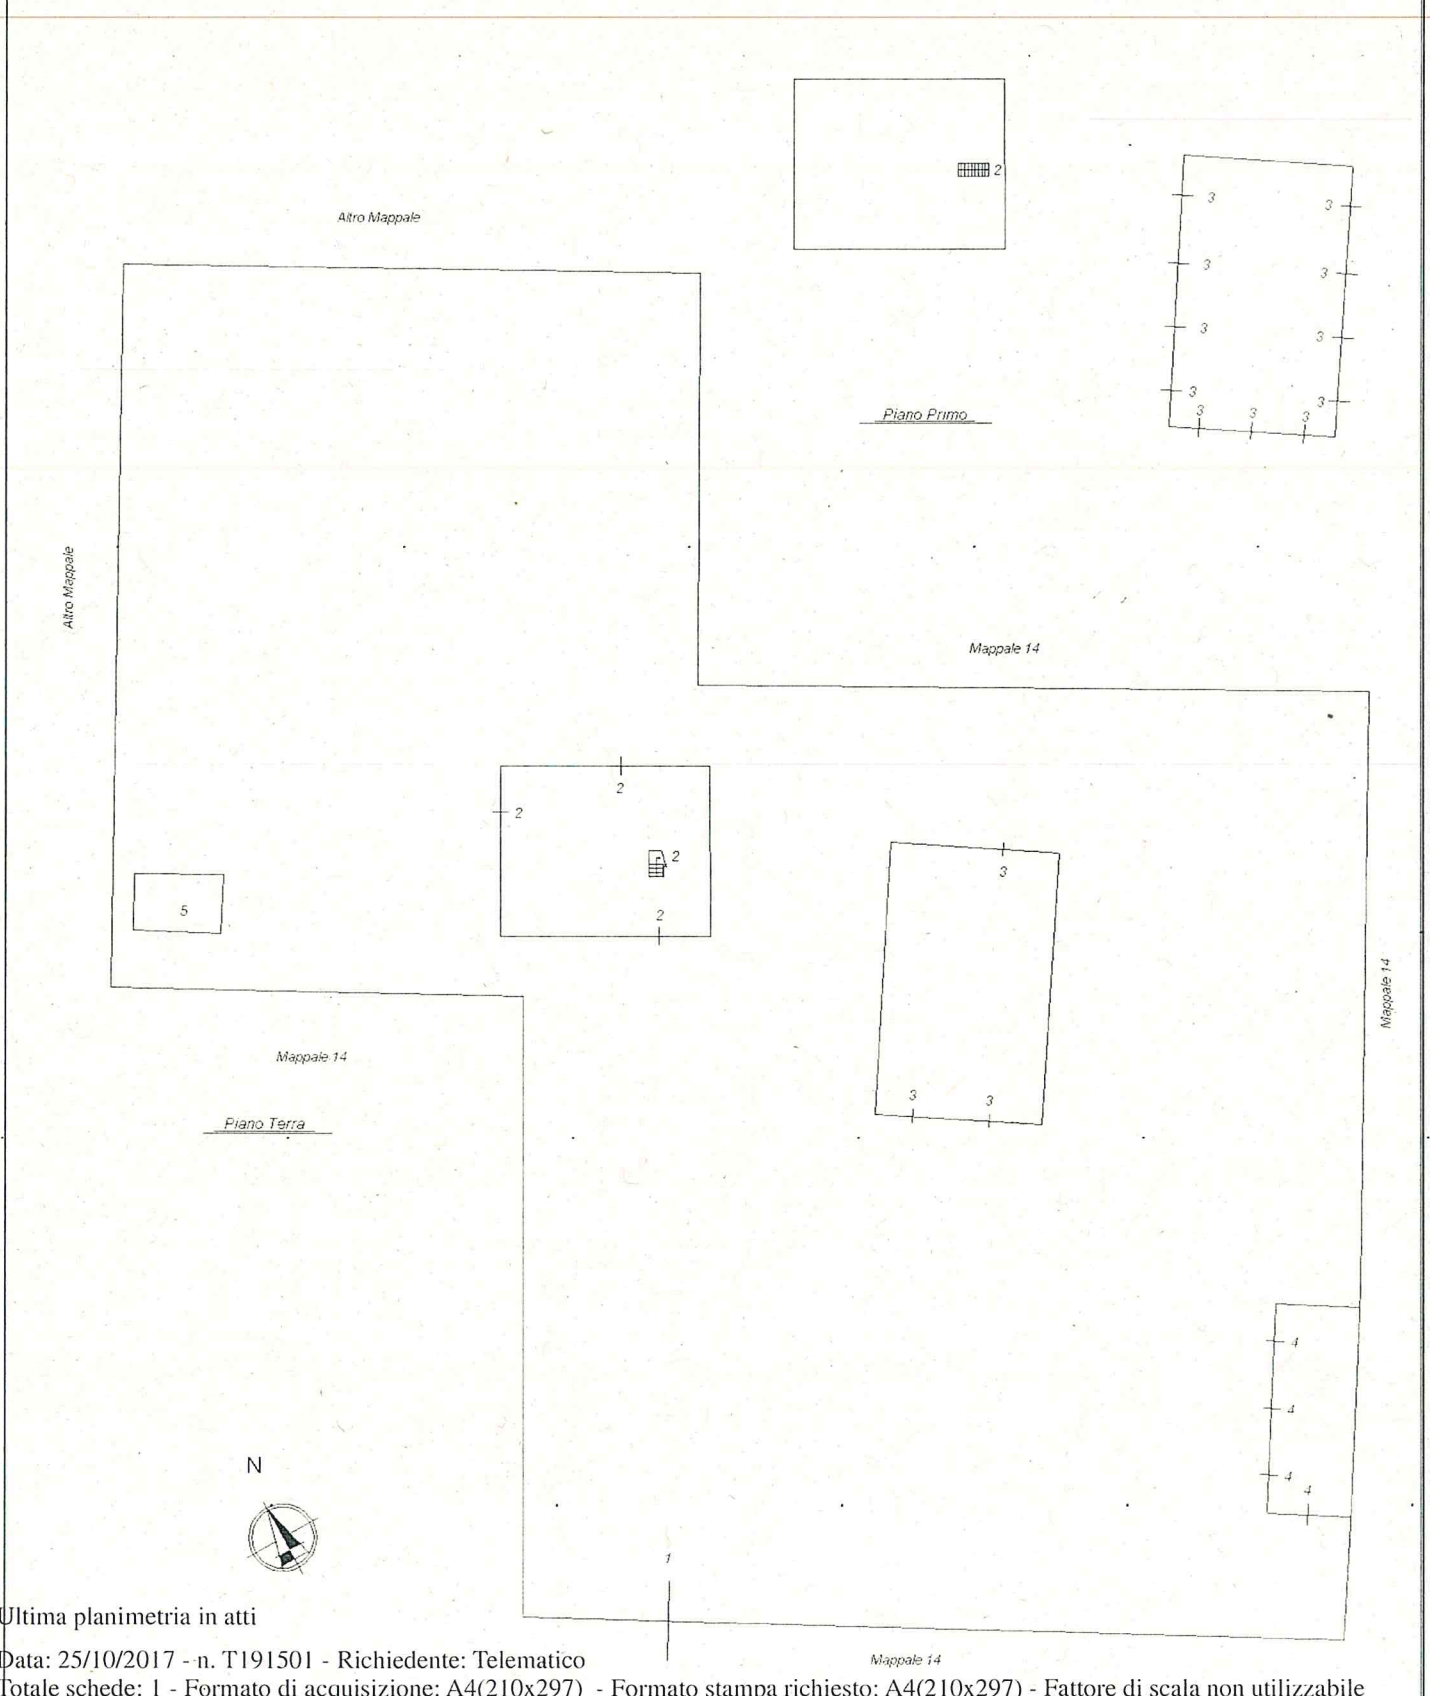 2
3 3
Altro Mappale
3 3
3 3
3 3
3 3 3
Piano Primo
Altro Mappale
Mappale 14
2
2
2
3
5
2
Mappale 14
Mappale 14
3 3
Piano Terra
4
4
N
4
4
1
Ultima planimetria in atti
Data: 25/10/2017 - n. T191501 - Richiedente: Telematico
Mappale 14
Totale schede: 1 - Formato di acquisizione: A4(210x297) - Formato stampa richiesto: A4(210x297) - Fattore di scala non utilizzabile